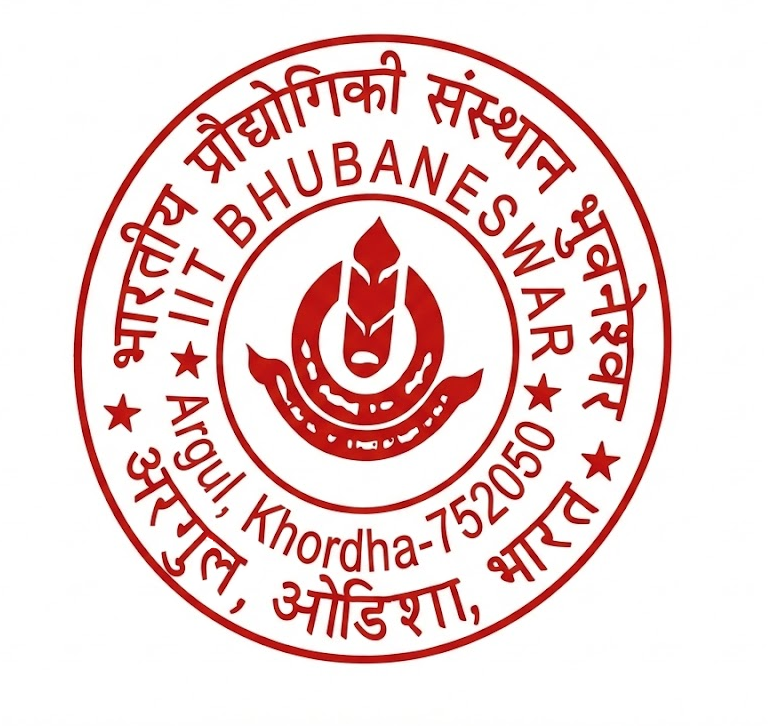 भारतीय प्रौद्योगिकी संस्थान भुवनेश्वर
IIT BHUBANESWAR
Argul, Khordha-752050
अरगुल, ओडिशा, भारत